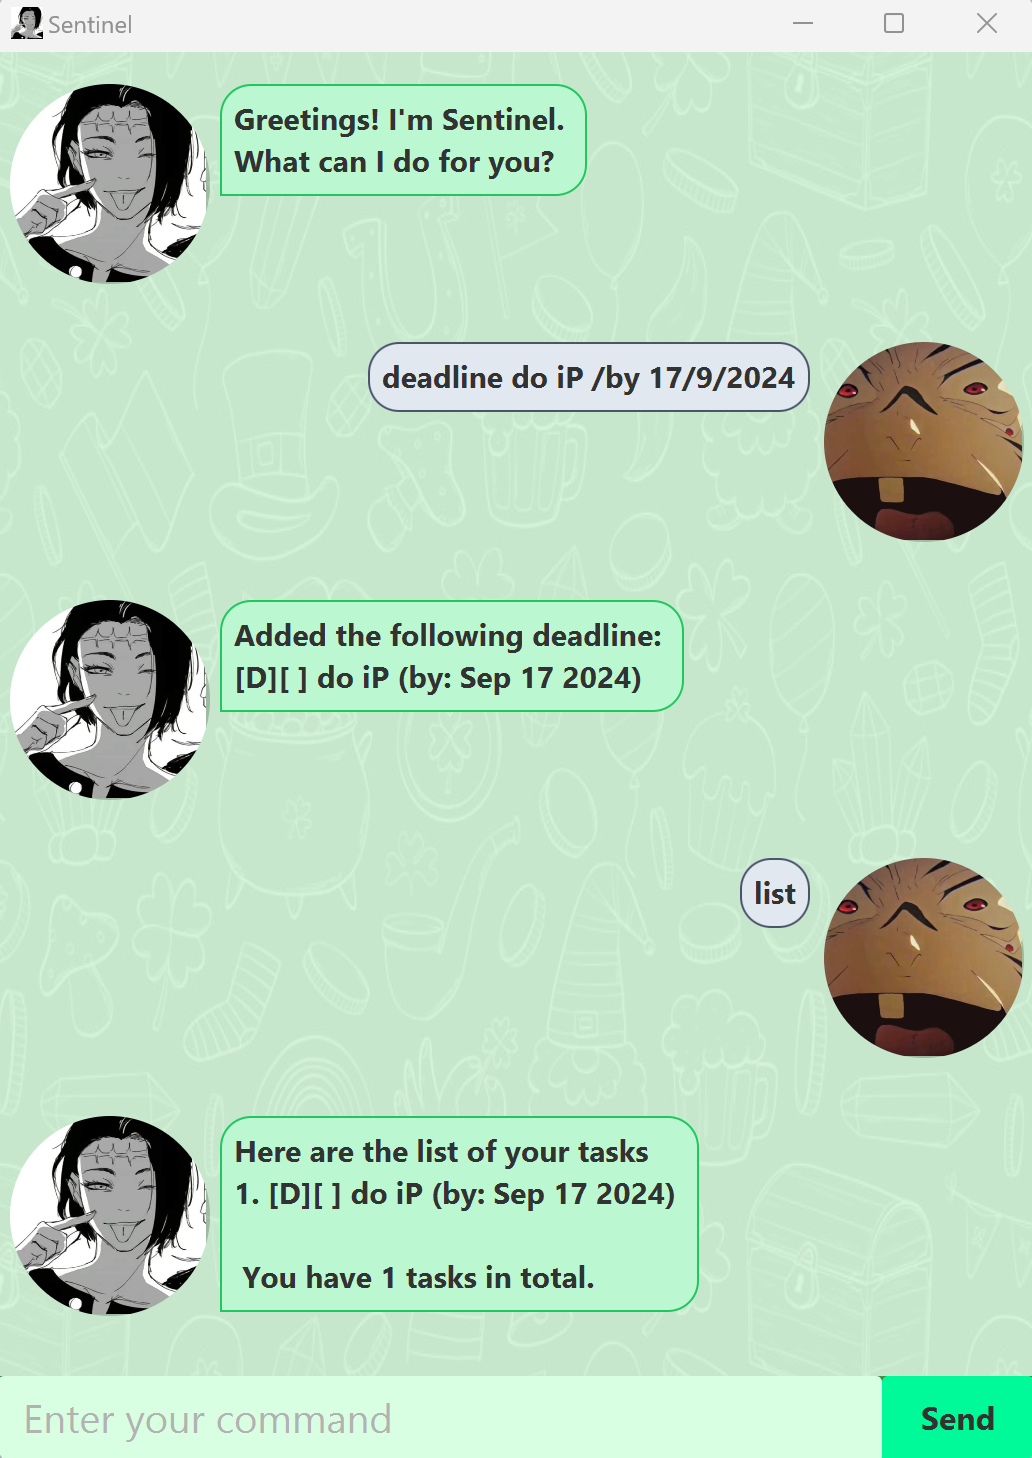 Sentinel
Greetings! I'm Sentinel.
What can I do for you?
deadline do iP /by 17/9/2024
Added the following deadline:
[D][ ] do iP (by: Sep 17 2024)
list
Here are the list of your tasks
1. [D][ ] do iP (by: Sep 17 2024)
You have 1 tasks in total.
Enter your command
Send